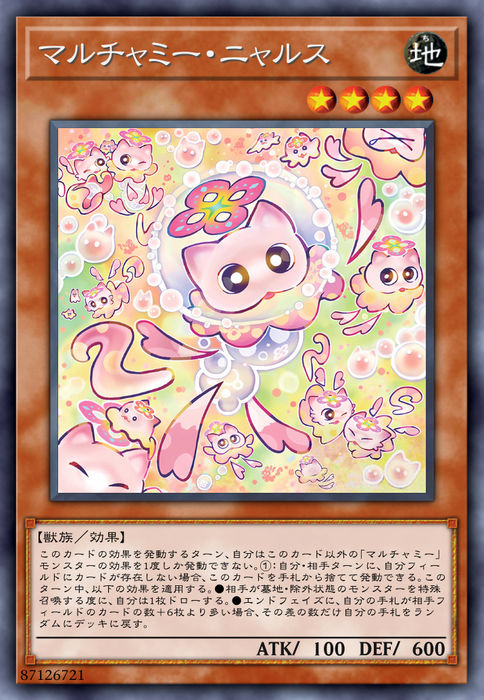 マルチャミー・ニャルス
地
ち
【獣族／効果】
このカードの効果を発動するターン、自分はこのカード以外の「マルチャミー」
モンスターの効果を1度しか発動できない。①：自分・相手ターンに、自分フィー
ルドにカードが存在しない場合、このカードを手札から捨てて発動できる。この
ターン中、以下の効果を適用する。●相手が墓地・除外状態のモンスターを特殊
召喚する度に、自分は1枚ドローする。●エンドフェイズに、自分の手札が相手フ
ィールドのカードの数＋6枚より多い場合、その差の数だけ自分の手札をラン
ダムにデッキに戻す。
ATK/ 100 DEF/ 600
87126721